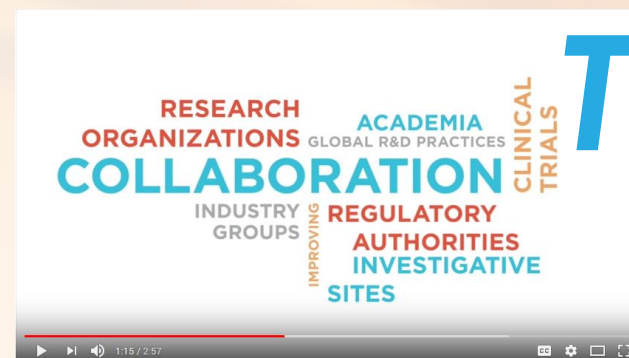 RESEARCH
ORGANIZATIONS
ACADEMIA
GLOBAL R&D PRACTICES
CLINICAL
TRIALS
COLLABORATION
INDUSTRY
GROUPS
IMPROVING
REGULATORY
AUTHORITIES
INVESTIGATIVE
SITES
T
1:15 / 2:57
CC